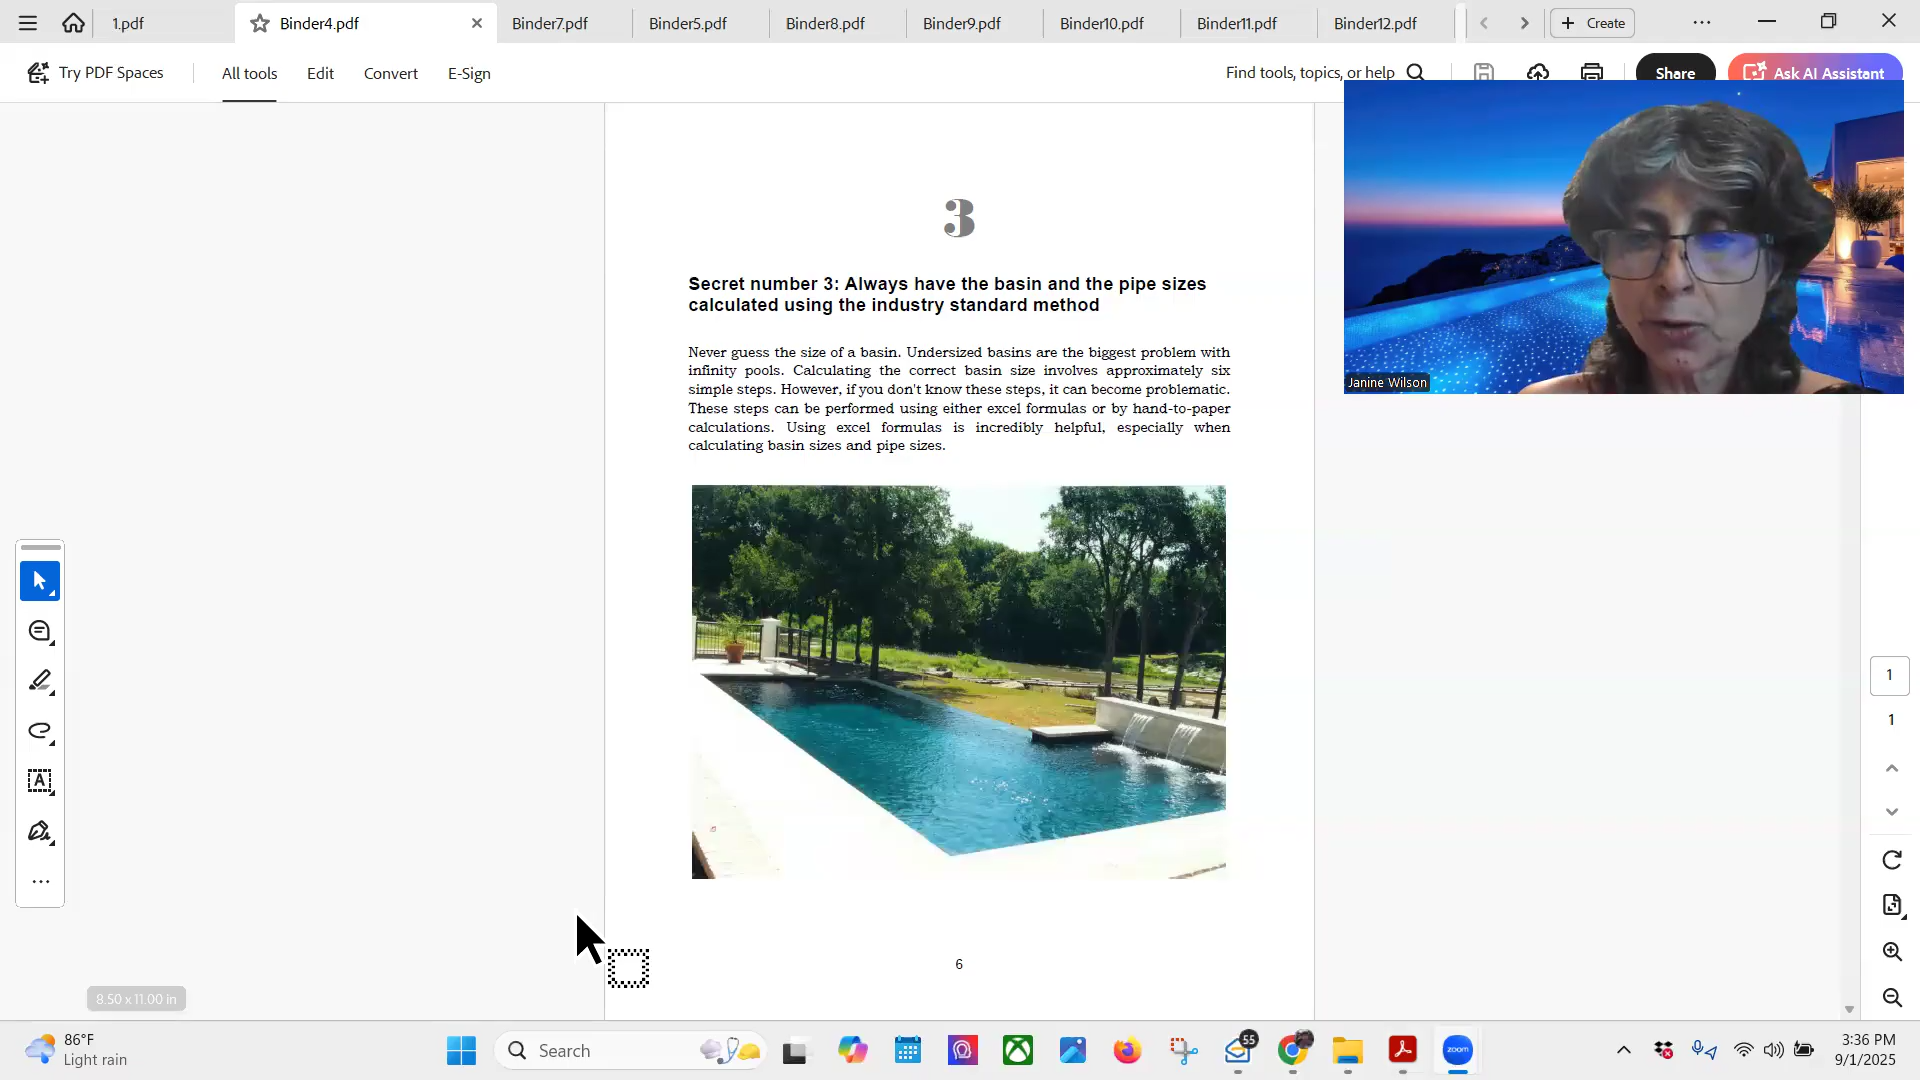 1.pdf
Binder4.pdf
Binder7.pdf
Binder5.pdf
Binder8.pdf
Binder9.pdf
Binder10.pdf
Binder11.pdf
Binder12.pdf
Create
Try PDF Spaces
All tools
Edit
Convert
E-Sign
Find tools, topics, or help
Share
Ask AI Assistant
Janine Wilson
3
Secret number 3: Always have the basin and the pipe sizes
calculated using the industry standard method
Never guess the size of a basin. Undersized basins are the biggest problem with
infinity pools. Calculating the correct basin size involves approximately six
simple steps. However, if you don't know these steps, it can become problematic.
These steps can be performed using either excel formulas or by hand-to-paper
calculations. Using excel formulas is incredibly helpful, especially when
calculating basin sizes and pipe sizes.
6
A
1
1
8.50 x 11.00 in
86°F
Light rain
Search
55
zoom
3:36 PM
9/1/2025